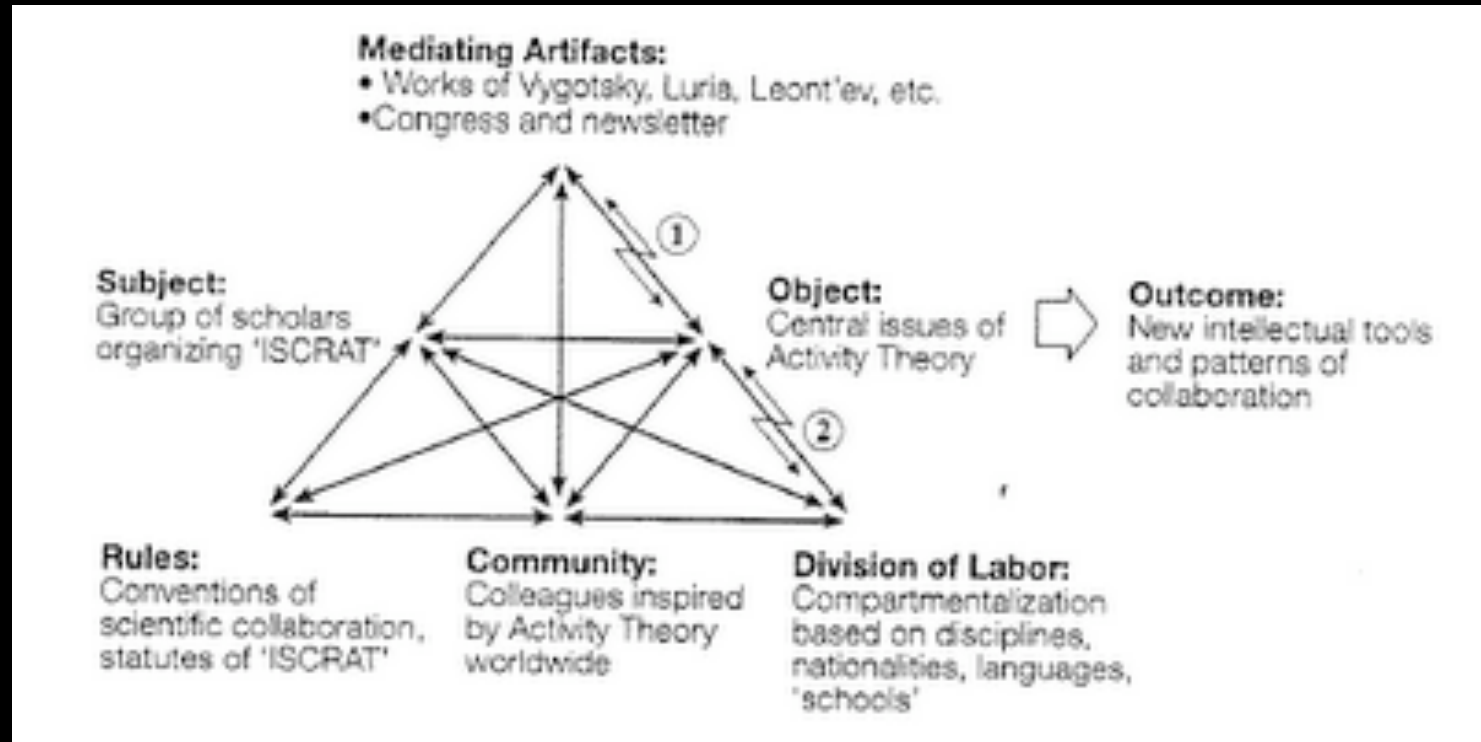 Mediating Artifacts:
• Works of Vygotsky, Luria, Leont'ev, etc.
•Congress and newsletter
1
Subject:
Group of scholars
organizing 'ISCRAT'
Object:
Central issues of
Activity Theory
Outcome:
New intellectual tools
and patterns of
collaboration
2
Rules:
Conventions of
scientific collaboration,
statutes of 'ISCRAT'
Community:
Colleagues inspired
by Activity Theory
worldwide
Division of Labor:
Compartmentalization
based on disciplines,
nationalities, languages,
'schools'